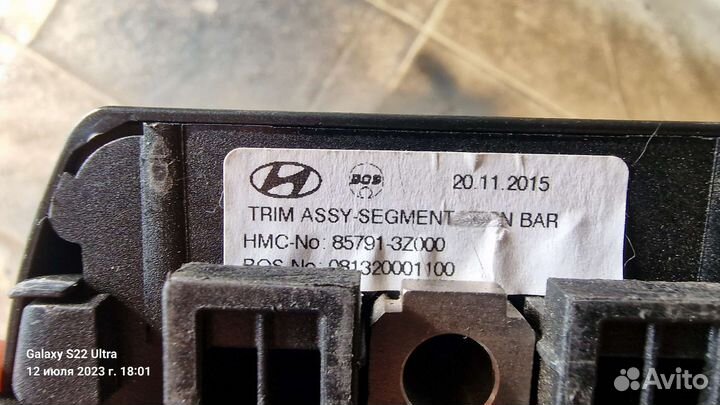 BOS 20.11.2015
TRIM ASSY-SEGMENT N BAR
HMC-No: 85791-3Z000
BOS-No: 081320001100
Galaxy S22 Ultra
12 июля 2023 г. 18:01
Avito